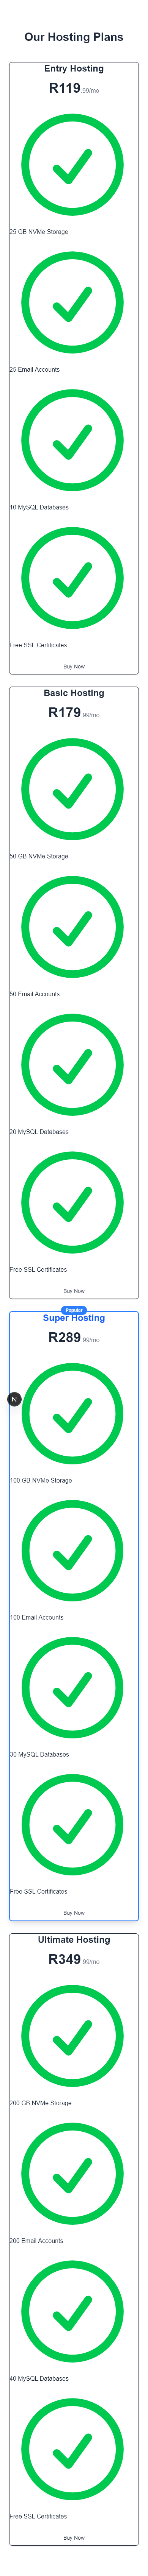 Our Hosting Plans
Entry Hosting
R119.99/mo
25 GB NVMe Storage
25 Email Accounts
10 MySQL Databases
Free SSL Certificates
Buy Now
Basic Hosting
R179.99/mo
50 GB NVMe Storage
50 Email Accounts
20 MySQL Databases
Free SSL Certificates
Buy Now
Popular
Super Hosting
R289.99/mo
N
100 GB NVMe Storage
100 Email Accounts
30 MySQL Databases
Free SSL Certificates
Buy Now
Ultimate Hosting
R349.99/mo
200 GB NVMe Storage
200 Email Accounts
40 MySQL Databases
Free SSL Certificates
Buy Now